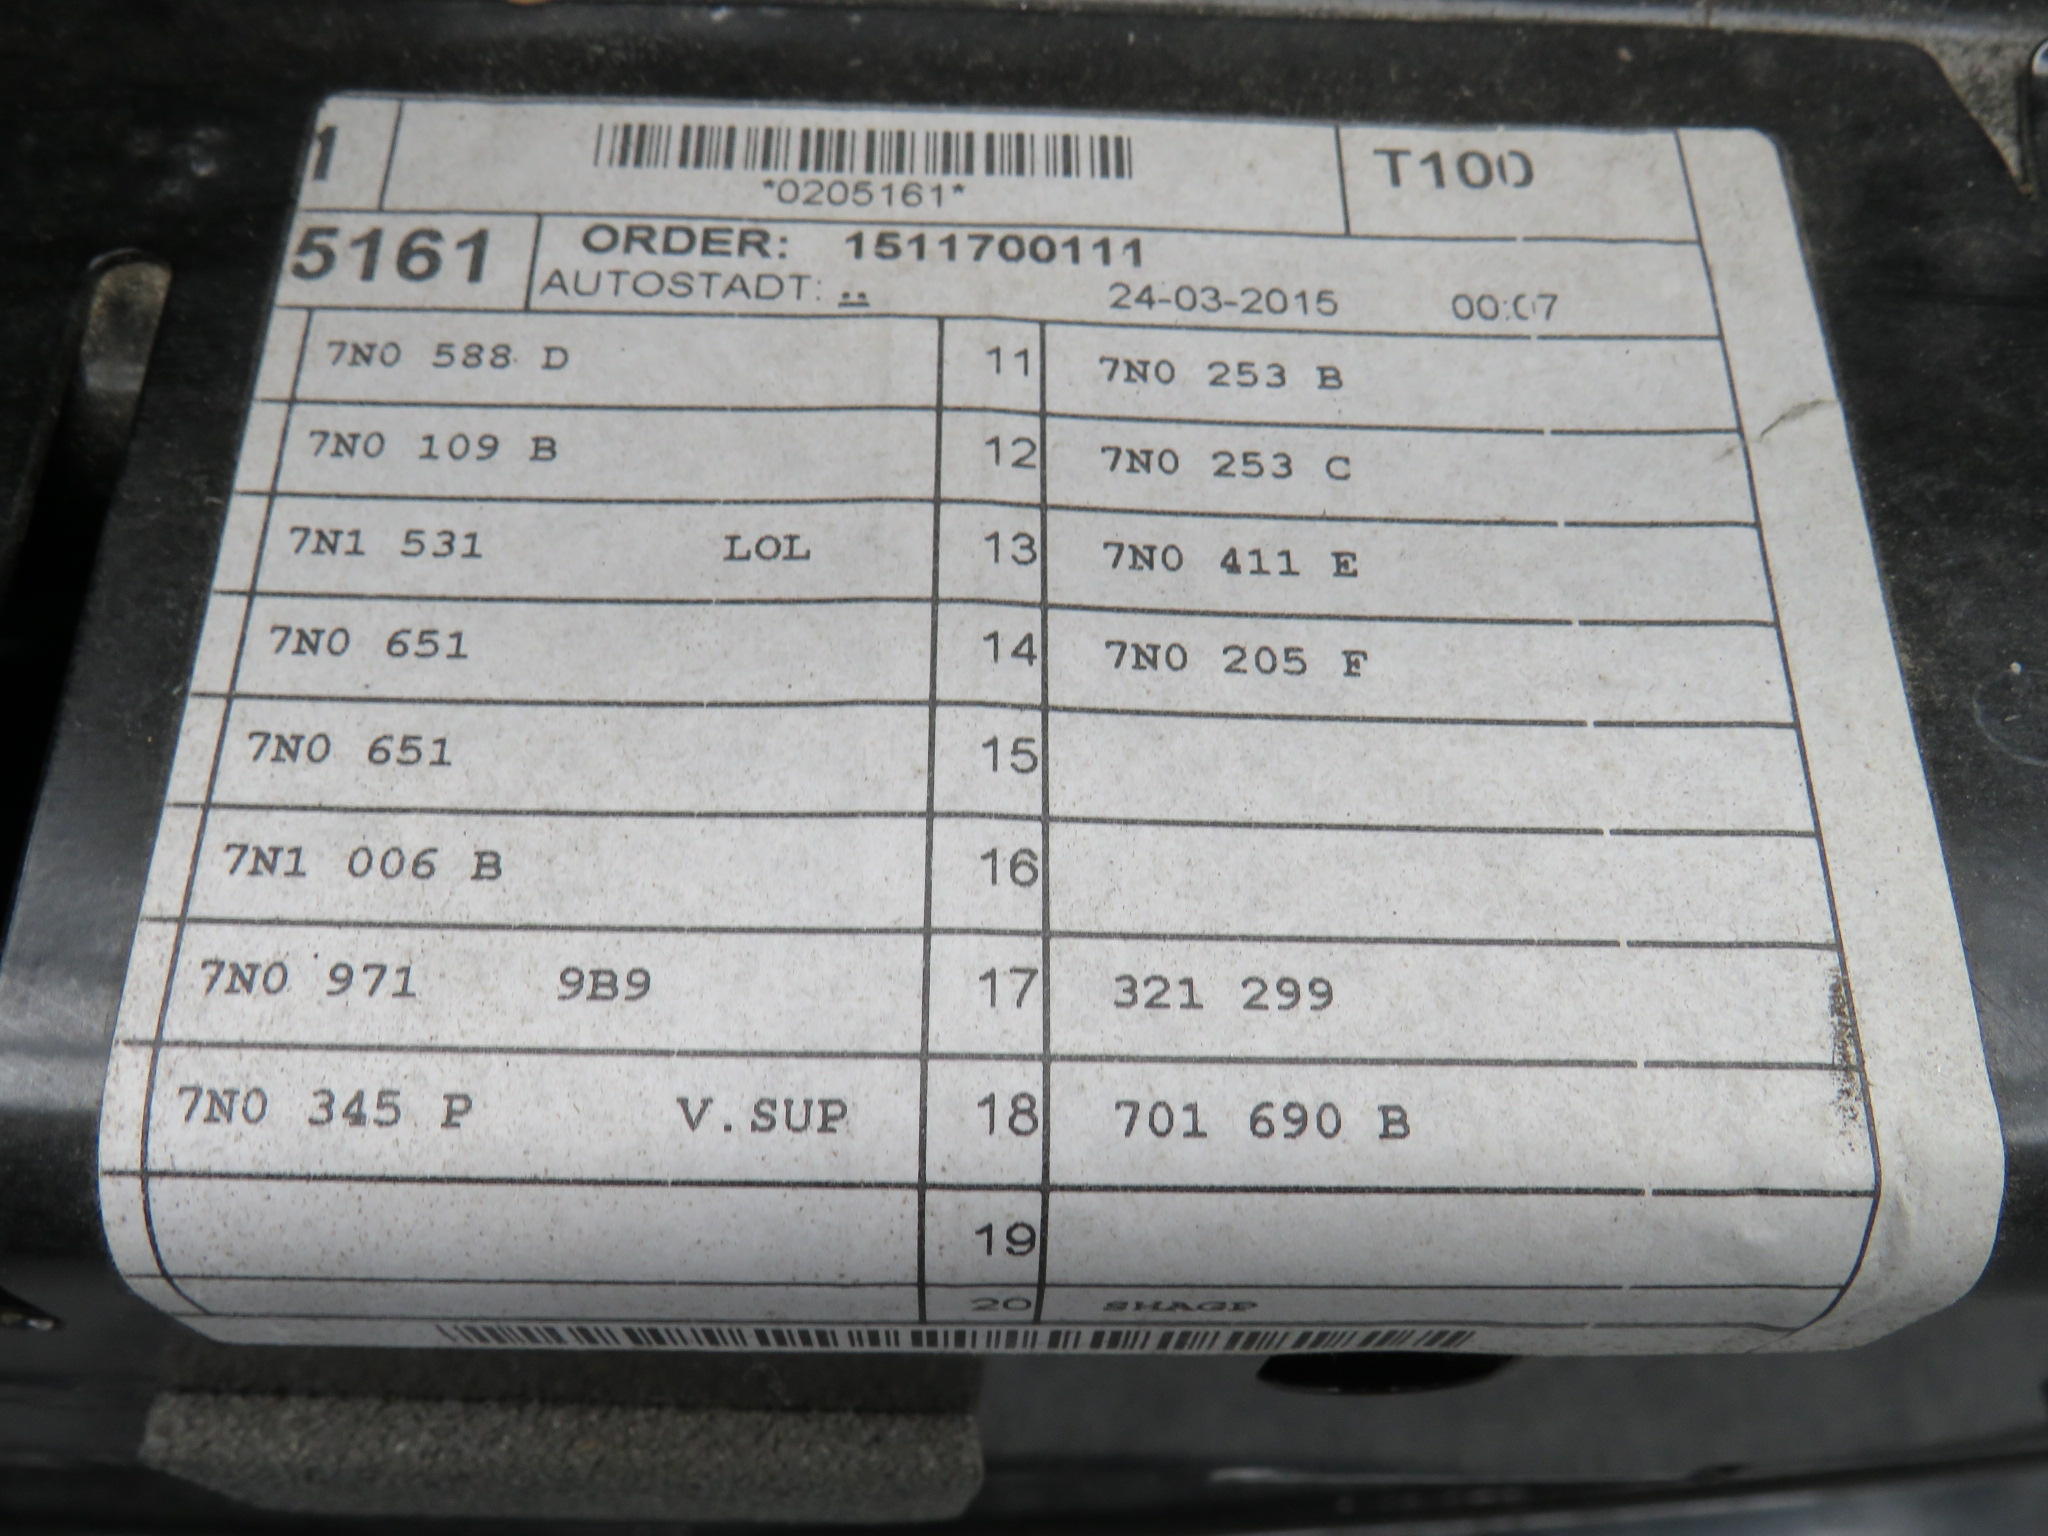 1 *0205161* T100
5161 ORDER: 1511700111
AUTOSTADT: .. 24-03-2015 00:07
7N0 588 D 11 7N0 253 B
7N0 109 B 12 7N0 253 C
7N1 531 LOL 13 7N0 411 E
7N0 651 14 7N0 205 F
7N0 651 15
7N1 006 B 16
7N0 971 9B9 17 321 299
7N0 345 P V.SUP 18 701 690 B
19
20 SHAGP